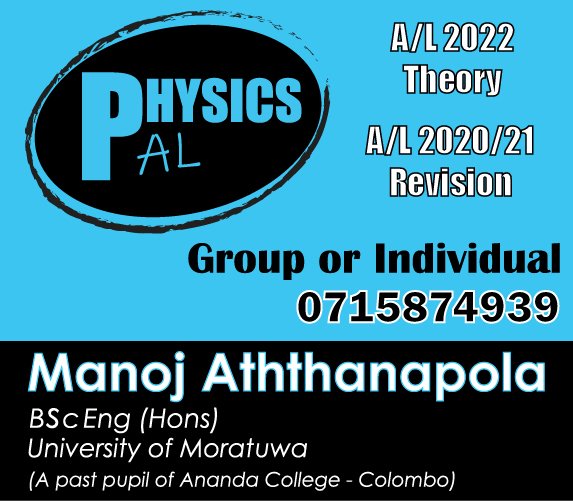 PHYSICS
PAL
A/L 2022
Theory
A/L 2020/21
Revision
Group or Individual
0715874939
Manoj Aththanapola
BSc Eng (Hons)
University of Moratuwa
(A past pupil of Ananda College - Colombo)